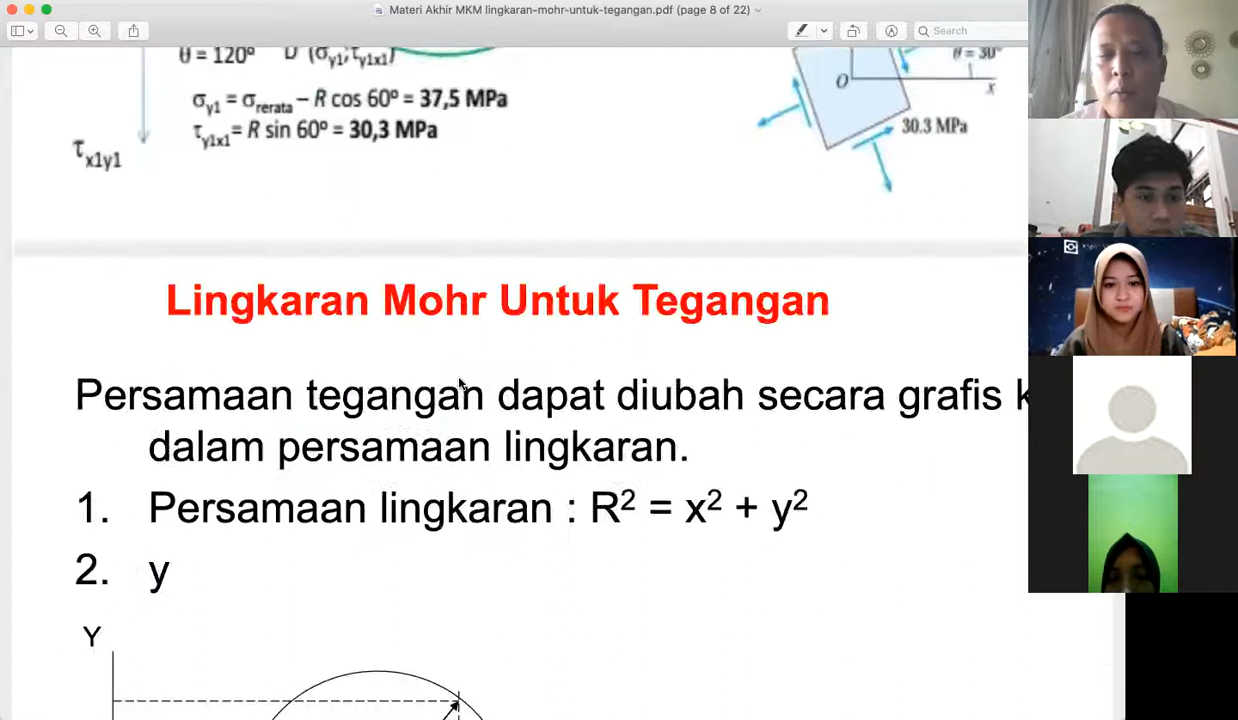 Materi Akhir MKM lingkaran-mohr-untuk-tegangan.pdf (page 8 of 22)
Search
θ = 120° D (σy1;τy1x1)
σy1 = σrerata – R cos 60° = 37,5 MPa
τy1x1 = R sin 60° = 30,3 MPa
τx1y1
θ = 30°
O
x
30.3 MPa
Lingkaran Mohr Untuk Tegangan
Persamaan tegangan dapat diubah secara grafis k
dalam persamaan lingkaran.
1. Persamaan lingkaran : R² = x² + y²
2. y
Y